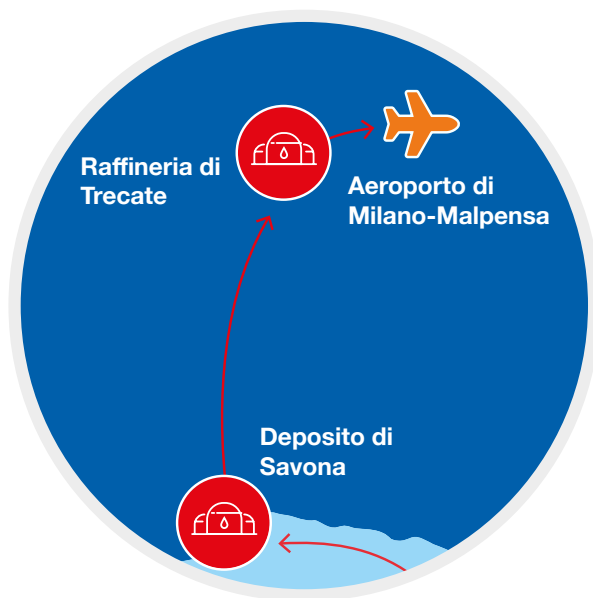 Raffineria di
Trecate
Aeroporto di
Milano-Malpensa
Deposito di
Savona